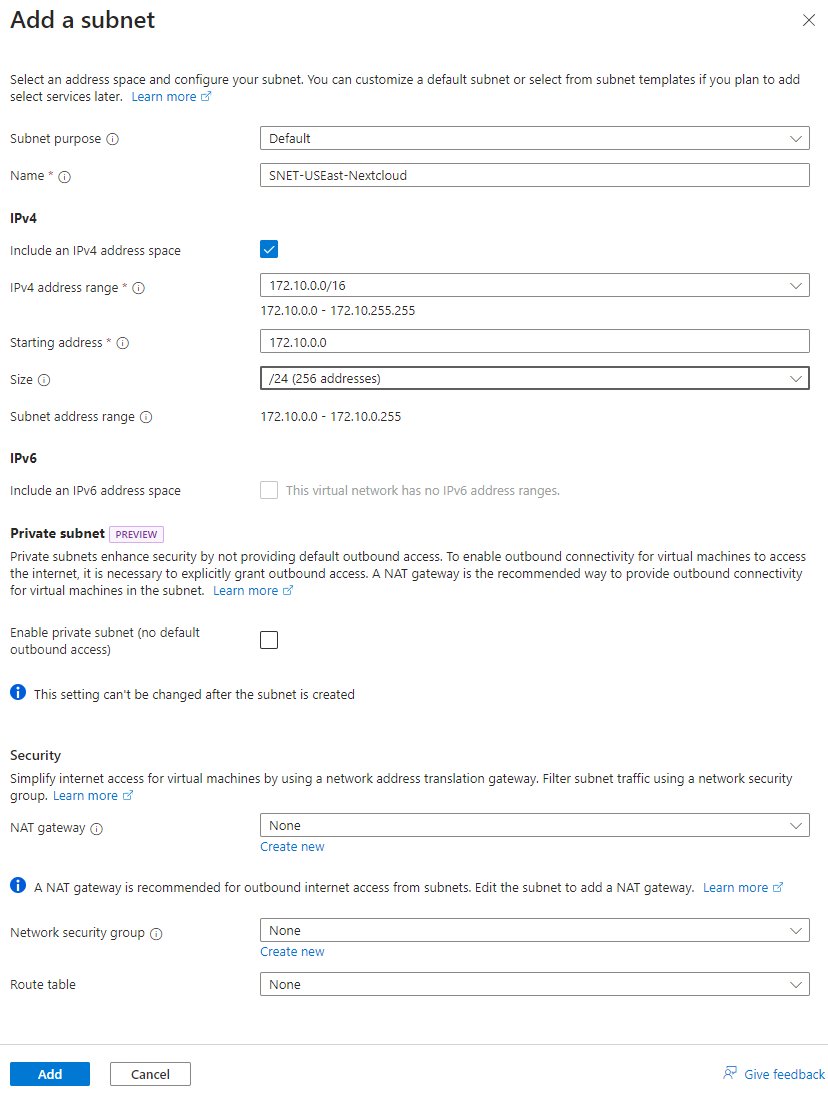 Add a subnet
Select an address space and configure your subnet. You can customize a default subnet or select from subnet templates if you plan to add
select services later. Learn more
Subnet purpose
Default
Name *
SNET-USEast-Nextcloud
IPv4
Include an IPv4 address space
IPv4 address range *
172.10.0.0/16
172.10.0.0 - 172.10.255.255
Starting address *
172.10.0.0
Size
/24 (256 addresses)
Subnet address range
172.10.0.0 - 172.10.0.255
IPv6
Include an IPv6 address space
This virtual network has no IPv6 address ranges.
Private subnet PREVIEW
Private subnets enhance security by not providing default outbound access. To enable outbound connectivity for virtual machines to access
the internet, it is necessary to explicitly grant outbound access. A NAT gateway is the recommended way to provide outbound connectivity
for virtual machines in the subnet. Learn more
Enable private subnet (no default
outbound access)
This setting can't be changed after the subnet is created
Security
Simplify internet access for virtual machines by using a network address translation gateway. Filter subnet traffic using a network security
group. Learn more
NAT gateway
None
Create new
A NAT gateway is recommended for outbound internet access from subnets. Edit the subnet to add a NAT gateway. Learn more
Network security group
None
Create new
Route table
None
Add
Cancel
Give feedback